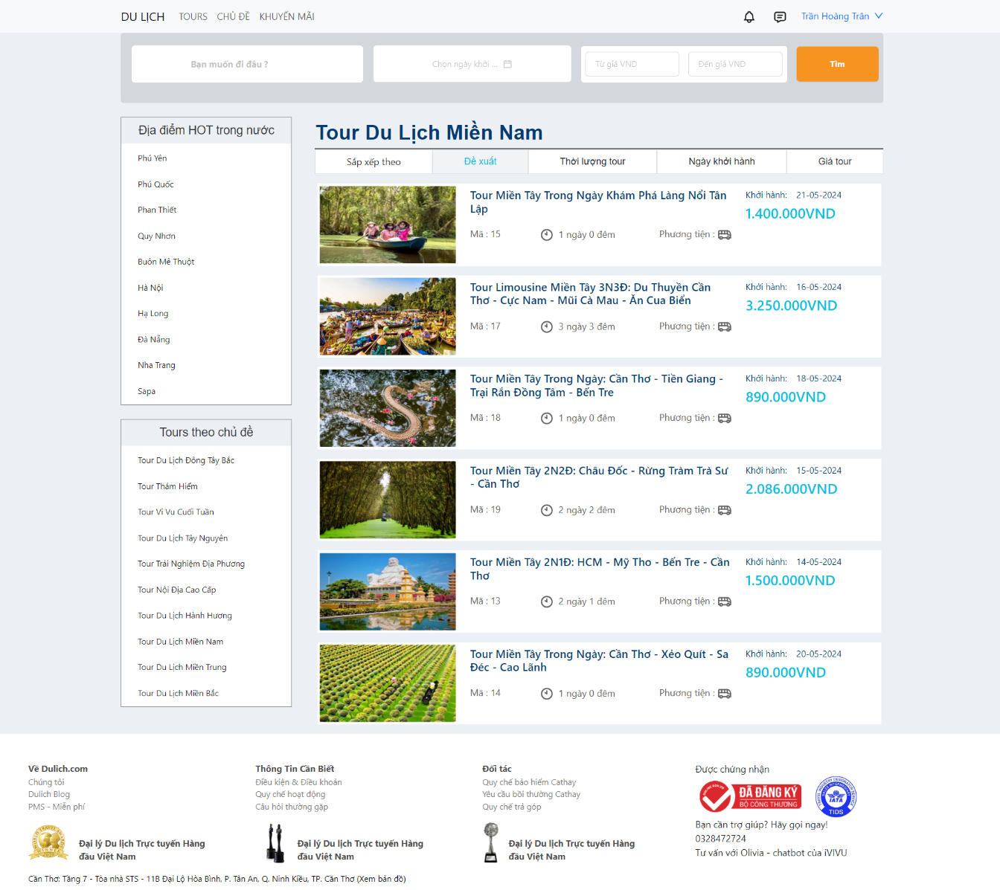 DU LỊCH TOURS CHỦ ĐỀ KHUYẾN MÃI Trần Hoàng Trân
Bạn muốn đi đâu ? Chọn ngày khởi ... Từ giá VND Đến giá VND Tìm
Địa điểm HOT trong nước
Phú Yên
Phú Quốc
Phan Thiết
Quy Nhơn
Buôn Mê Thuột
Hà Nội
Hạ Long
Đà Nẵng
Nha Trang
Sapa
Tours theo chủ đề
Tour Du Lịch Đông Tây Bắc
Tour Thám Hiểm
Tour Vi Vu Cuối Tuần
Tour Du Lịch Tây Nguyên
Tour Trải Nghiệm Địa Phương
Tour Nội Địa Cao Cấp
Tour Du Lịch Hành Hương
Tour Du Lịch Miền Nam
Tour Du Lịch Miền Trung
Tour Du Lịch Miền Bắc
Tour Du Lịch Miền Nam
Sắp xếp theo Đề xuất Thời lượng tour Ngày khởi hành Giá tour
Tour Miền Tây Trong Ngày Khám Phá Làng Nổi Tân
Lập
Mã : 15 1 ngày 0 đêm Phương tiện :
Khởi hành: 21-05-2024
1.400.000VND
Tour Limousine Miền Tây 3N3Đ: Du Thuyền Cần
Thơ - Cực Nam - Mũi Cà Mau - Ăn Cua Biển
Mã : 17 3 ngày 3 đêm Phương tiện :
Khởi hành: 16-05-2024
3.250.000VND
Tour Miền Tây Trong Ngày: Cần Thơ - Tiền Giang -
Trại Rắn Đồng Tâm - Bến Tre
Mã : 18 1 ngày 0 đêm Phương tiện :
Khởi hành: 18-05-2024
890.000VND
Tour Miền Tây 2N2Đ: Châu Đốc - Rừng Tràm Trà Sư
- Cần Thơ
Mã : 19 2 ngày 2 đêm Phương tiện :
Khởi hành: 15-05-2024
2.086.000VND
Tour Miền Tây 2N1Đ: HCM - Mỹ Tho - Bến Tre - Cần
Thơ
Mã : 13 2 ngày 1 đêm Phương tiện :
Khởi hành: 14-05-2024
1.500.000VND
Tour Miền Tây Trong Ngày: Cần Thơ - Xẻo Quít - Sa
Đéc - Cao Lãnh
Mã : 14 1 ngày 0 đêm Phương tiện :
Khởi hành: 20-05-2024
890.000VND
Về Dulich.com
Chúng tôi
Dulich Blog
PMS - Miễn phí
Đại lý Du lịch Trực tuyến Hàng
đầu Việt Nam
Thông Tin Cần Biết
Điều kiện & Điều khoản
Quy chế hoạt động
Câu hỏi thường gặp
Đại lý Du lịch Trực tuyến Hàng
đầu Việt Nam
Đối tác
Quy chế bảo hiểm Cathay
Yêu cầu bồi thường Cathay
Quy chế trả góp
Đại lý Du lịch Trực tuyến Hàng
đầu Việt Nam
Được chứng nhận
ĐÃ ĐĂNG KÝ
BỘ CÔNG THƯƠNG
IATA
TIDS
Bạn cần trợ giúp? Hãy gọi ngay!
0328472724
Tư vấn với Olivia - chatbot của iVIVU
Cần Thơ: Tầng 7 - Tòa nhà STS - 11B Đại Lộ Hòa Bình, P. Tân An, Q. Ninh Kiều, TP. Cần Thơ (Xem bản đồ)